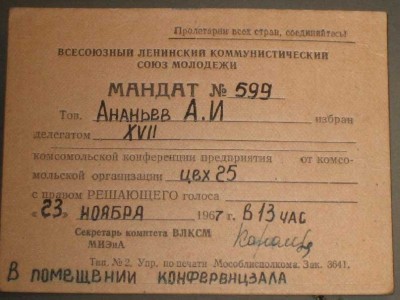 Пролетарии всех стран, соединяйтесь!
ВСЕСОЮЗНЫЙ ЛЕНИНСКИЙ КОММУНИСТИЧЕСКИЙ
СОЮЗ МОЛОДЕЖИ
МАНДАТ № 599
Тов. Ананьев А.И избран
делегатом XVII
комсомольской конференции предприятия от комсо-
мольской организации цех 25
с правом РЕШАЮЩЕГО голоса
«23» НОЯБРЯ 1967 г. В 13 ЧАС
Секретарь комитета ВЛКСМ
МИЭлА
Тип. № 2. Упр. по печати Мособлисполкома. Зак. 3641.
В ПОМЕЩЕНИИ КОНФЕРЕНЦЗАЛА